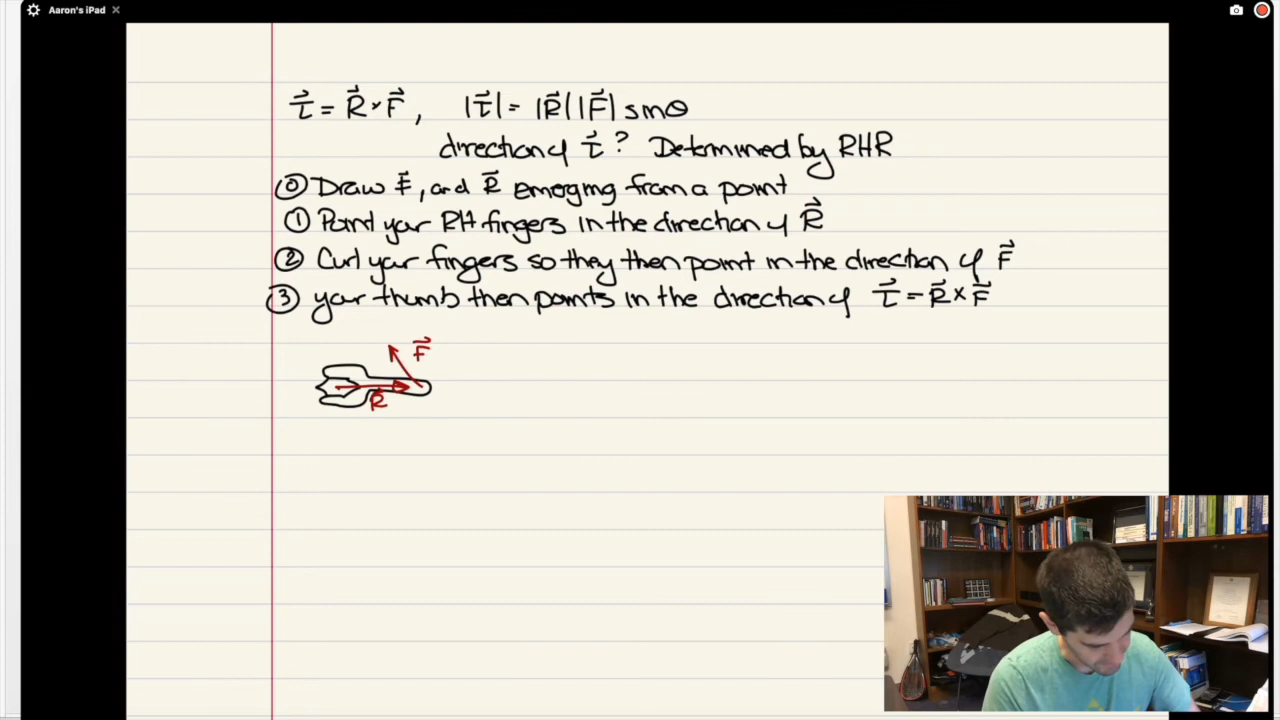 Aaron's iPad
τ⃗ = R⃗ × F⃗ , |τ⃗| = |R⃗||F⃗| sinθ
direction of τ⃗ ? Determined by RHR
⓪ Draw F⃗, and R⃗ emerging from a point
① Point your RH fingers in the direction of R⃗
② Curl your fingers so they then point in the direction of F⃗
③ your thumb then points in the direction of τ⃗ = R⃗ × F⃗
F⃗
R⃗